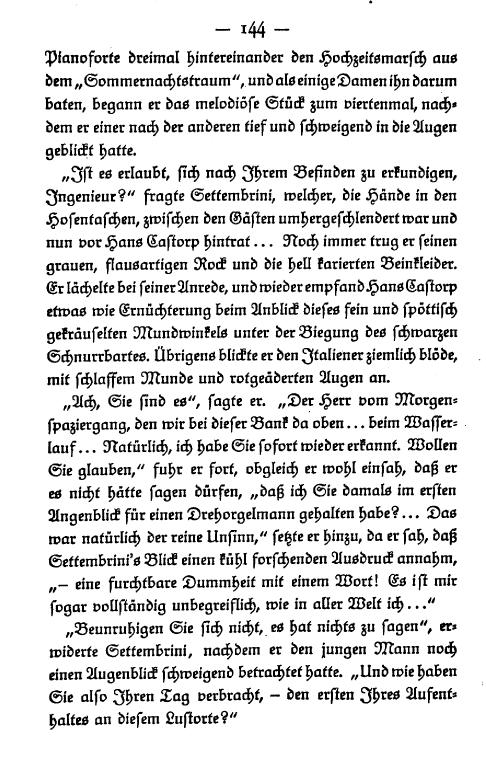 — 144 —
Pianoforte dreimal hintereinander den Hochzeitsmarsch aus
dem „Sommernachtstraum“, und als einige Damen ihn darum
baten, begann er das melodiöse Stück zum viertenmal, nach-
dem er einer nach der anderen tief und schweigend in die Augen
geblickt hatte.
„Ist es erlaubt, sich nach Ihrem Befinden zu erkundigen,
Ingenieur?“ fragte Settembrini, welcher, die Hände in den
Hosentaschen, zwischen den Gästen umhergeschlendert war und
nun vor Hans Castorp hintrat... Noch immer trug er seinen
grauen, flausartigen Rock und die hell karierten Beinkleider.
Er lächelte bei seiner Anrede, und wieder empfand Hans Castorp
etwas wie Ernüchterung beim Anblick dieses fein und spöttisch
gekräuselten Mundwinkels unter der Biegung des schwarzen
Schnurrbartes. Übrigens blickte er den Italiener ziemlich blöde,
mit schlaffem Munde und rotgeäderten Augen an.
„Ach, Sie sind es“, sagte er. „Der Herr vom Morgen-
spaziergang, den wir bei dieser Bank da oben... beim Wasser-
lauf... Natürlich, ich habe Sie sofort wieder erkannt. Wollen
Sie glauben,“ fuhr er fort, obgleich er wohl einsah, daß er
es nicht hätte sagen dürfen, „daß ich Sie damals im ersten
Angenblick für einen Drehorgelmann gehalten habe?... Das
war natürlich der reine Unsinn,“ setzte er hinzu, da er sah, daß
Settembrini's Blick einen kühl forschenden Ausdruck annahm,
„— eine furchtbare Dummheit mit einem Wort! Es ist mir
sogar vollständig unbegreiflich, wie in aller Welt ich...“
„Beunruhigen Sie sich nicht, es hat nichts zu sagen“, er-
widerte Settembrini, nachdem er den jungen Mann noch
einen Augenblick schweigend betrachtet hatte. „Und wie haben
Sie also Ihren Tag verbracht, — den ersten Ihres Aufent-
haltes an diesem Lustorte?“